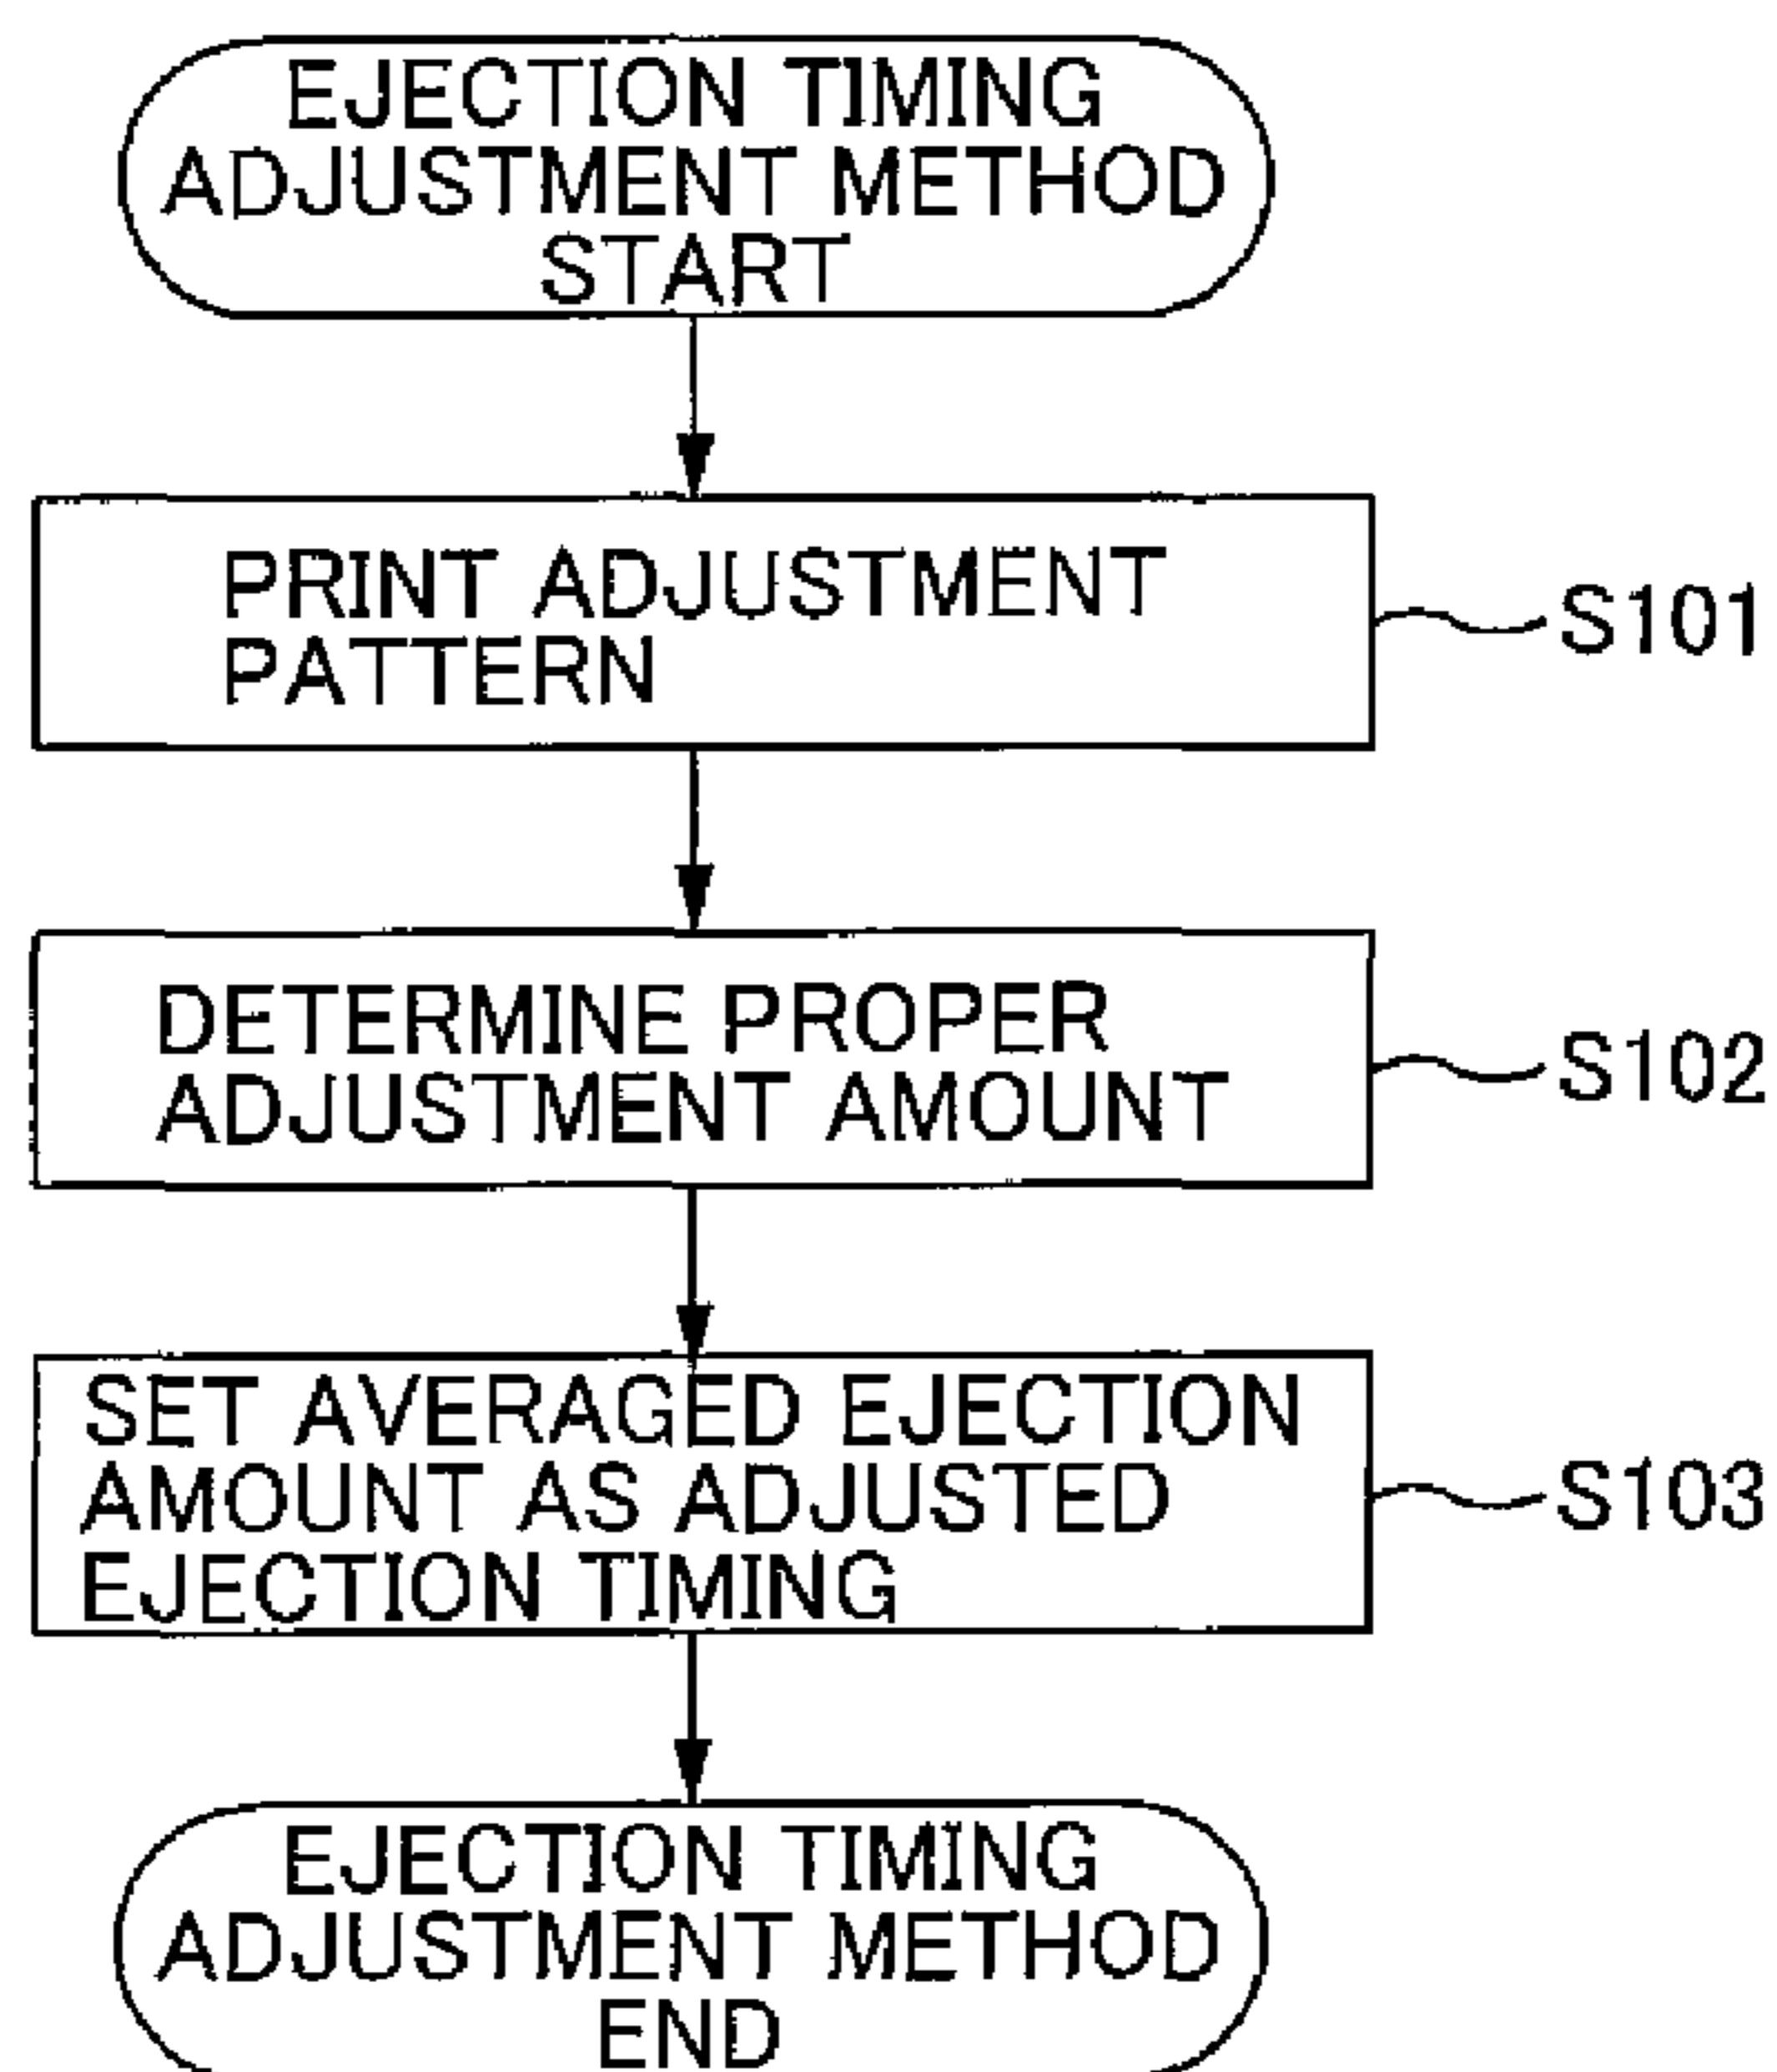 EJECTION TIMING
ADJUSTMENT METHOD
START
PRINT ADJUSTMENT
PATTERN
S101
DETERMINE PROPER
ADJUSTMENT AMOUNT
S102
SET AVERAGED EJECTION
AMOUNT AS ADJUSTED
EJECTION TIMING
S103
EJECTION TIMING
ADJUSTMENT METHOD
END